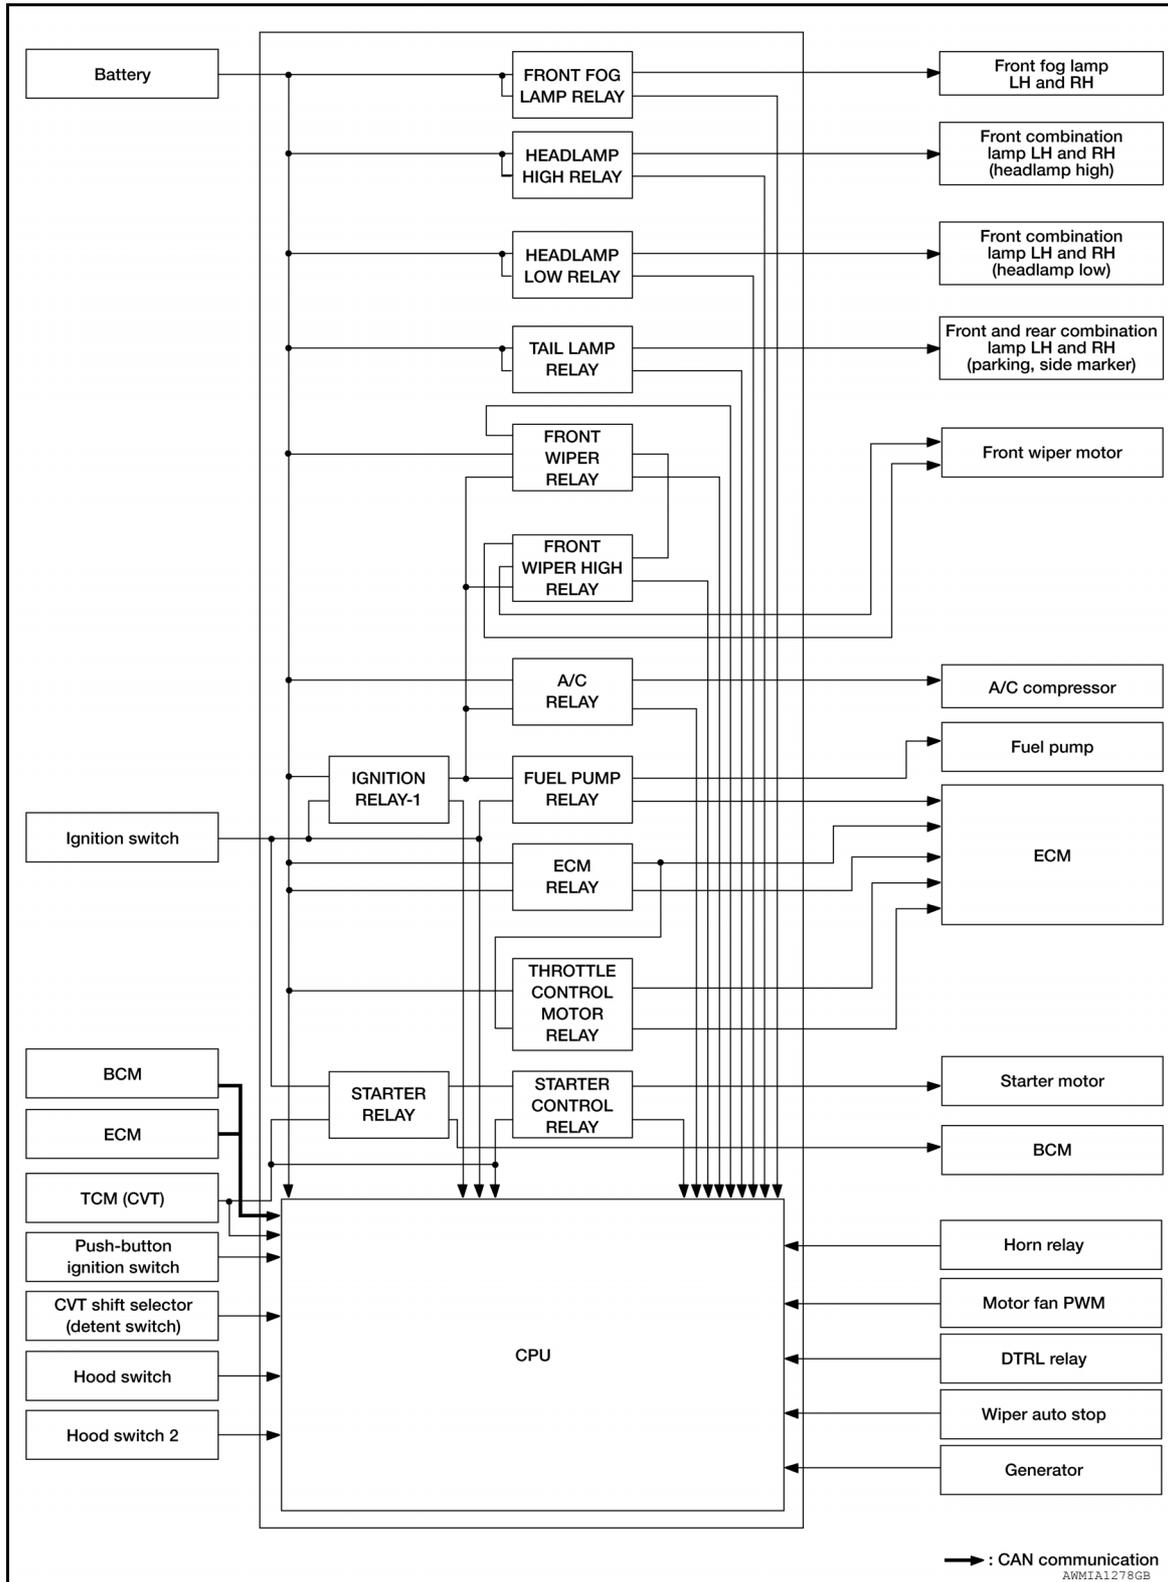 Battery
FRONT FOG
LAMP RELAY
Front fog lamp
LH and RH
HEADLAMP
HIGH RELAY
Front combination
lamp LH and RH
(headlamp high)
HEADLAMP
LOW RELAY
Front combination
lamp LH and RH
(headlamp low)
TAIL LAMP
RELAY
Front and rear combination
lamp LH and RH
(parking, side marker)
FRONT
WIPER
RELAY
Front wiper motor
FRONT
WIPER HIGH
RELAY
A/C
RELAY
A/C compressor
IGNITION
RELAY-1
FUEL PUMP
RELAY
Fuel pump
Ignition switch
ECM
RELAY
ECM
THROTTLE
CONTROL
MOTOR
RELAY
BCM
STARTER
RELAY
STARTER
CONTROL
RELAY
Starter motor
ECM
BCM
TCM (CVT)
Push-button
ignition switch
Horn relay
CVT shift selector
(detent switch)
Motor fan PWM
CPU
Hood switch
DTRL relay
Hood switch 2
Wiper auto stop
Generator
: CAN communication
AWMIA1278GB